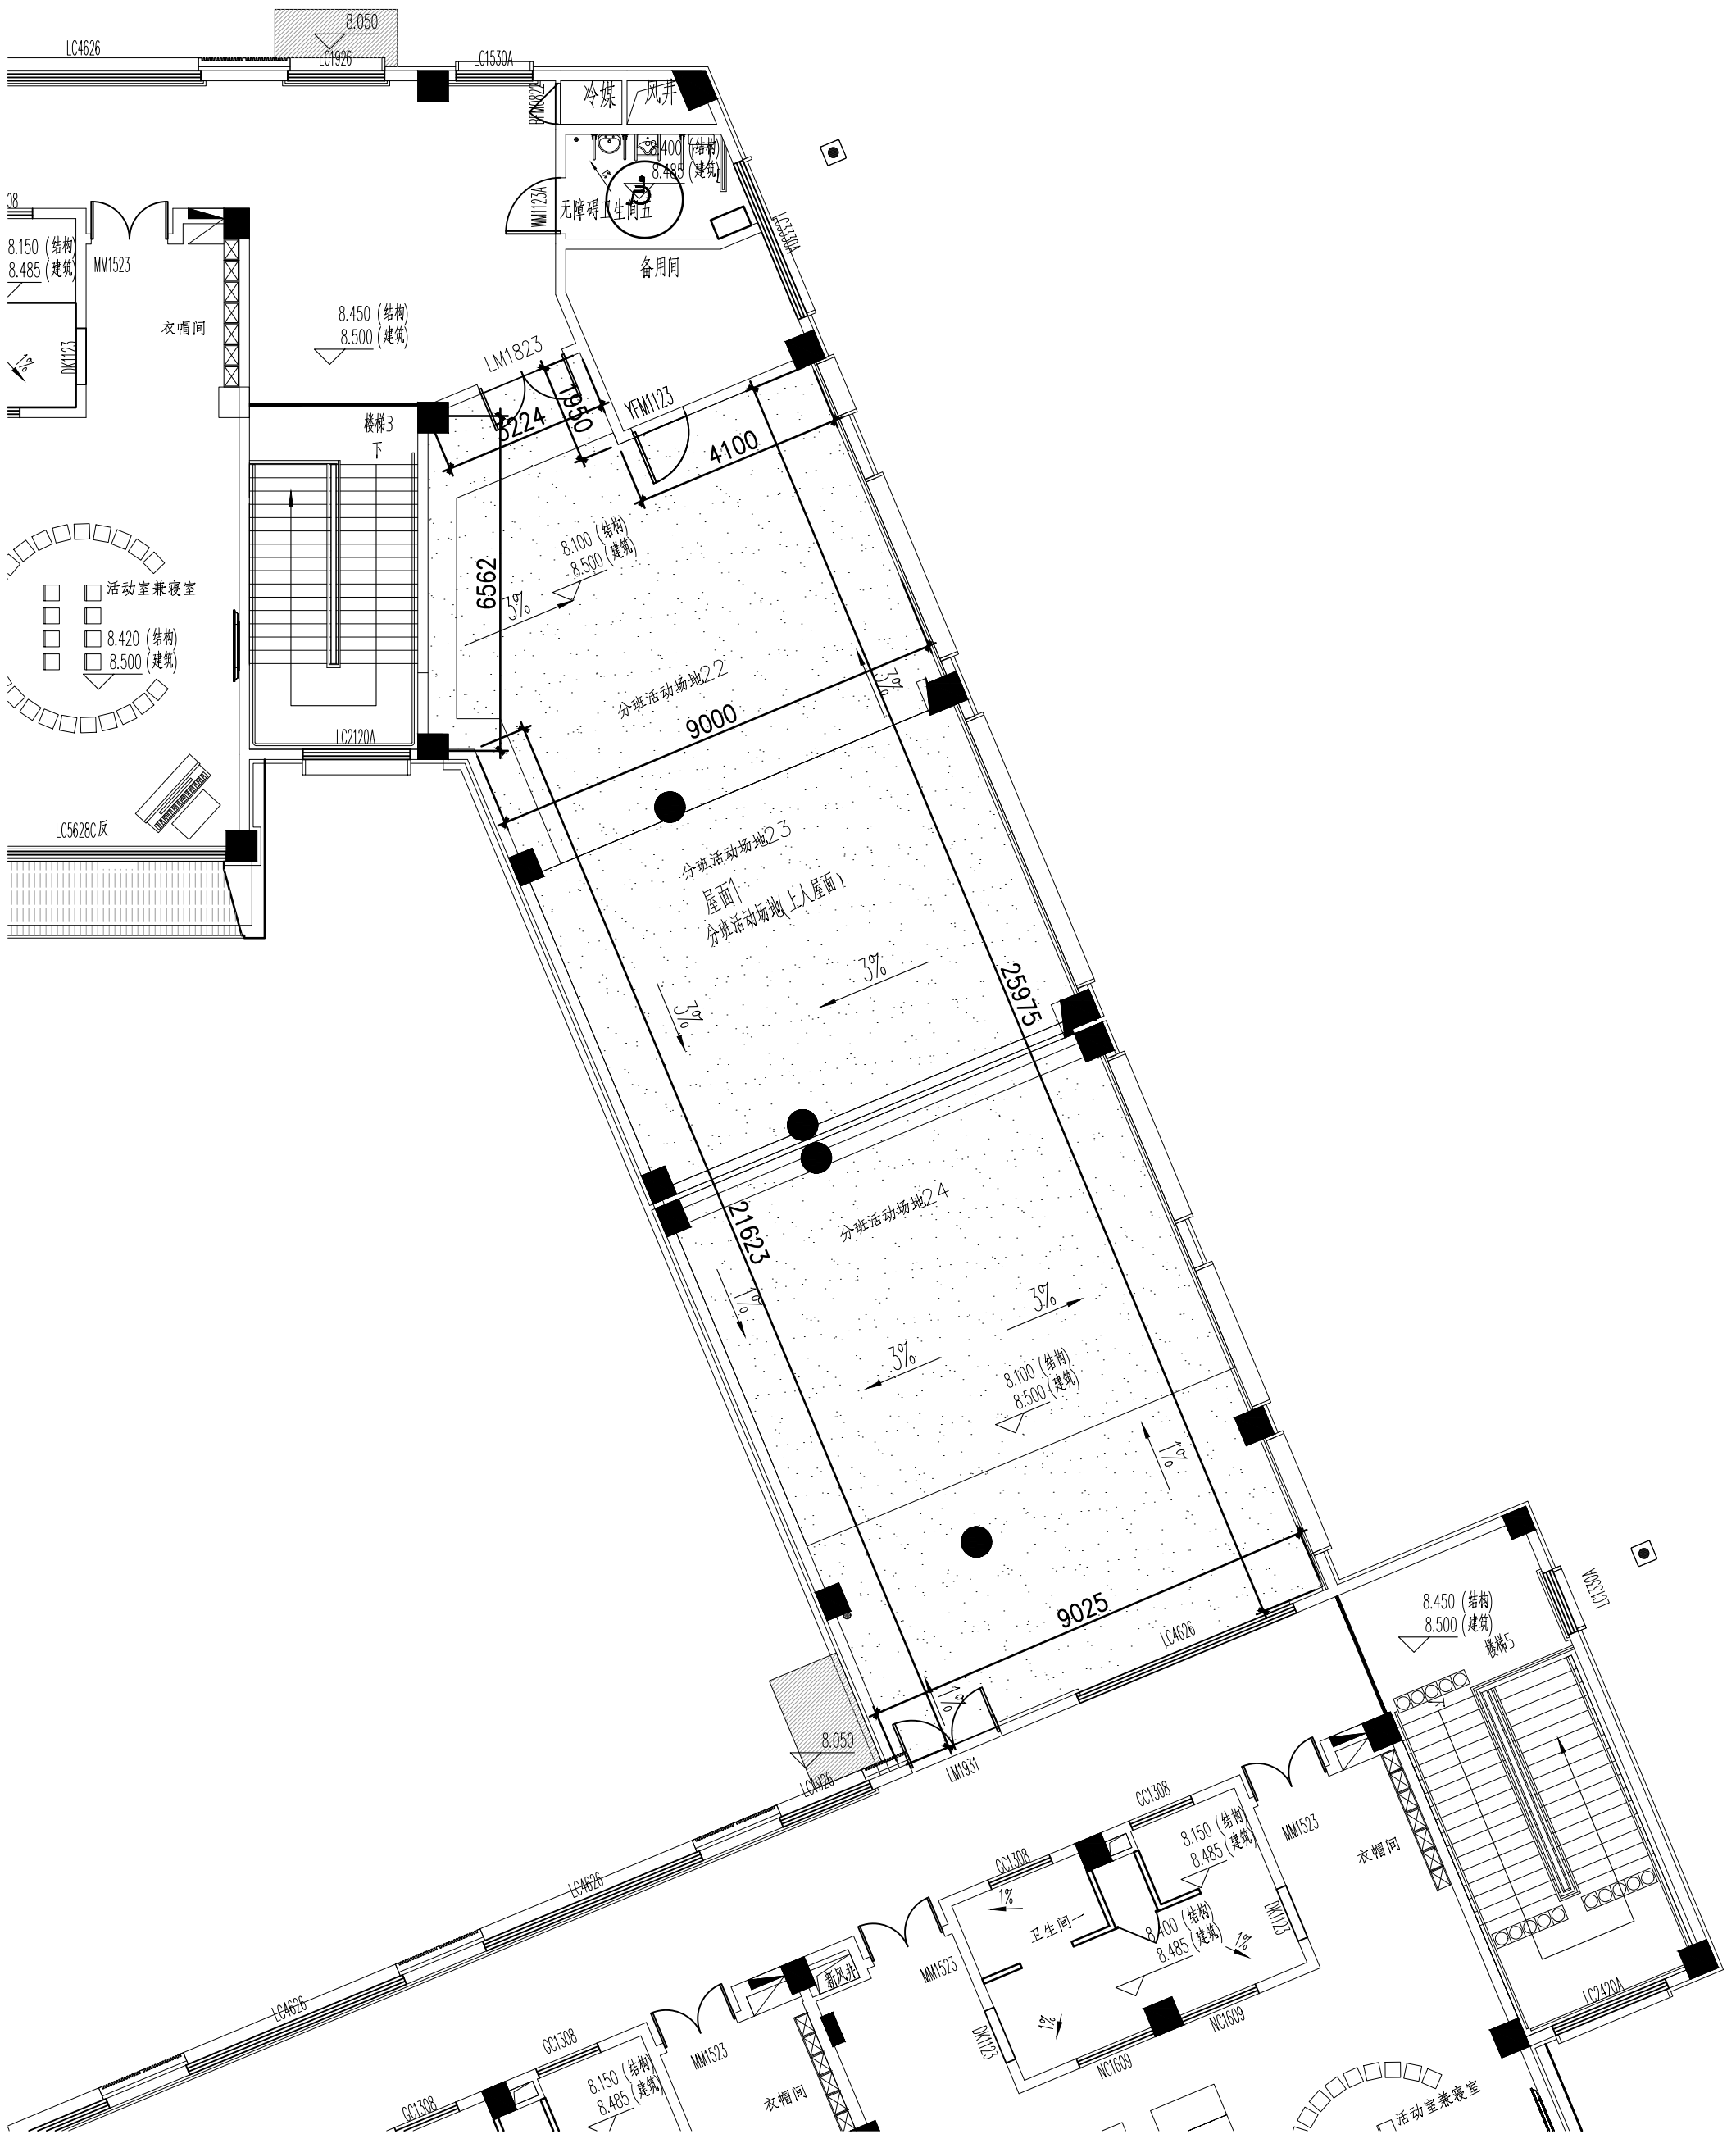 8.050
LC4626
LC1926
LC1530A
冷媒
风井
BFM0822
8.400 (结构)
8.485 (建筑)
1%
WM1123A
无障碍卫生间五
LC3330A
08
8.150 (结构)
8.485 (建筑)
MM1523
备用间
衣帽间
8.450 (结构)
8.500 (建筑)
1%
DK1123
LM1823
1950
3224
YFM1123
4100
楼梯3
下
8.100 (结构)
8.500 (建筑)
6562
3%
活动室兼寝室
8.420 (结构)
8.500 (建筑)
分班活动场地22
3%
9000
LC2120A
LC5628C反
分班活动场地23
屋面1
分班活动场地(上人屋面)
3%
3%
25975
21623
分班活动场地24
1%
3%
3%
8.100 (结构)
8.500 (建筑)
1%
9025
LC4626
LC1330A
8.450 (结构)
8.500 (建筑)
楼梯5
下
1%
8.050
LM1931
LC1926
GC1308
MM1523
8.150 (结构)
8.485 (建筑)
衣帽间
GC1308
LC4626
1%
卫生间一
8.400 (结构)
8.485 (建筑)
1%
DK1123
MM1523
新风井
LC4626
LC2420A
1%
NC1609
DK1123
NC1609
GC1308
MM1523
8.150 (结构)
8.485 (建筑)
衣帽间
GC1308
活动室兼寝室